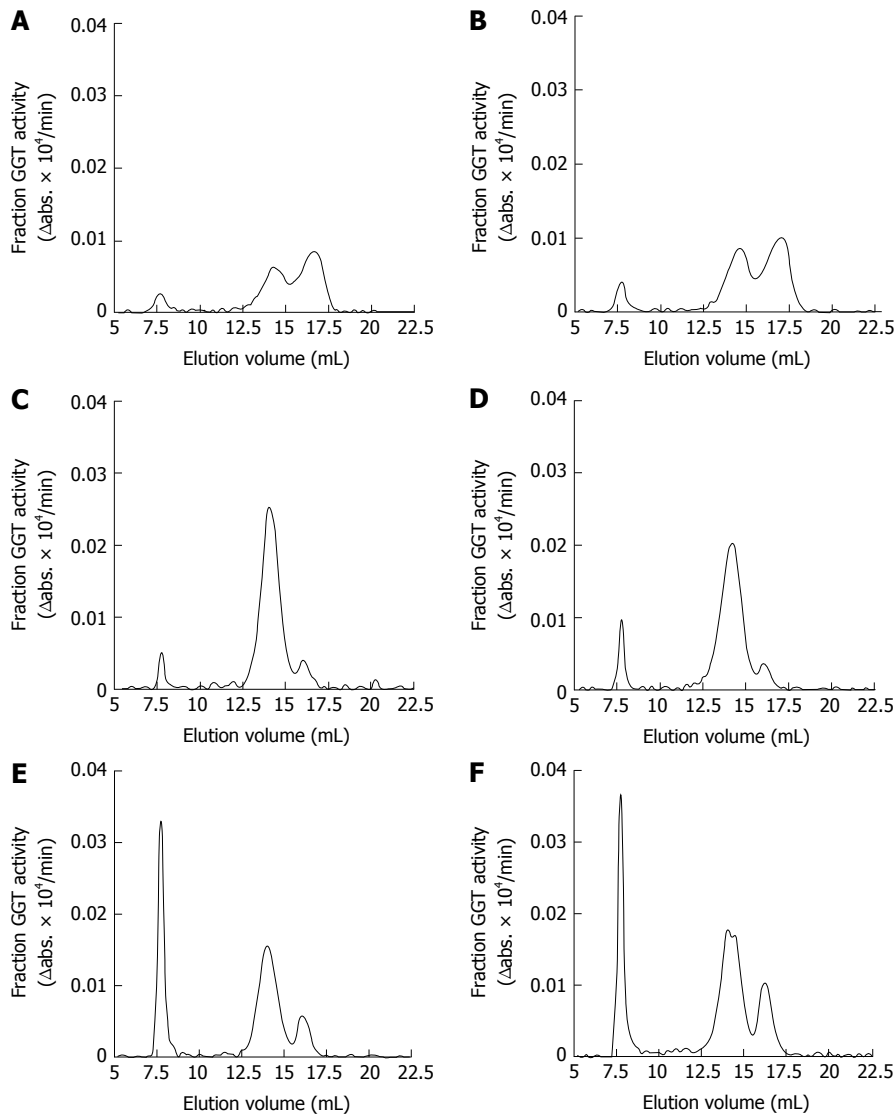 A
Fraction GGT activity
(Δabs. × 10⁴/min)
0.04
0.03
0.02
0.01
0
5 7.5 10 12.5 15 17.5 20 22.5
Elution volume (mL)
B
Fraction GGT activity
(Δabs. × 10⁴/min)
0.04
0.03
0.02
0.01
0
5 7.5 10 12.5 15 17.5 20 22.5
Elution volume (mL)
C
Fraction GGT activity
(Δabs. × 10⁴/min)
0.04
0.03
0.02
0.01
0
5 7.5 10 12.5 15 17.5 20 22.5
Elution volume (mL)
D
Fraction GGT activity
(Δabs. × 10⁴/min)
0.04
0.03
0.02
0.01
0
5 7.5 10 12.5 15 17.5 20 22.5
Elution volume (mL)
E
Fraction GGT activity
(Δabs. × 10⁴/min)
0.04
0.03
0.02
0.01
0
5 7.5 10 12.5 15 17.5 20 22.5
Elution volume (mL)
F
Fraction GGT activity
(Δabs. × 10⁴/min)
0.04
0.03
0.02
0.01
0
5 7.5 10 12.5 15 17.5 20 22.5
Elution volume (mL)